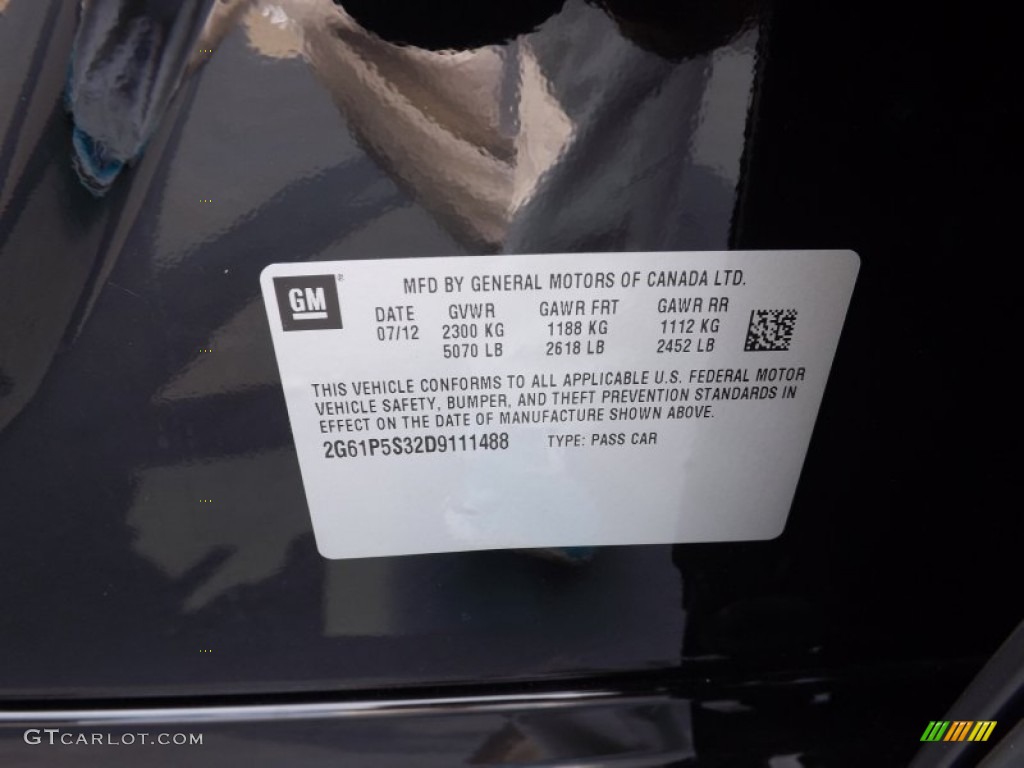 GM
MFD BY GENERAL MOTORS OF CANADA LTD.
DATE GVWR GAWR FRT GAWR RR
07/12 2300 KG 1188 KG 1112 KG
5070 LB 2618 LB 2452 LB
THIS VEHICLE CONFORMS TO ALL APPLICABLE U.S. FEDERAL MOTOR
VEHICLE SAFETY, BUMPER, AND THEFT PREVENTION STANDARDS IN
EFFECT ON THE DATE OF MANUFACTURE SHOWN ABOVE.
2G61P5S32D9111488 TYPE: PASS CAR
GTCARLOT.COM